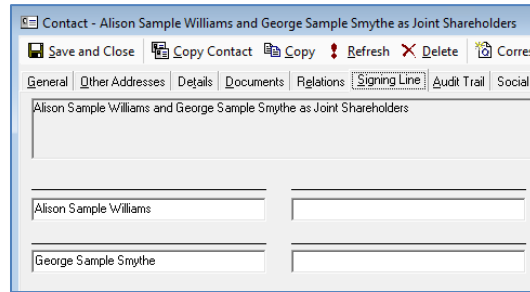 Contact - Alison Sample Williams and George Sample Smythe as Joint Shareholders
Save and Close Copy Contact Copy Refresh Delete Corres
General Other Addresses Details Documents Relations Signing Line Audit Trail Social
Alison Sample Williams and George Sample Smythe as Joint Shareholders
Alison Sample Williams
George Sample Smythe